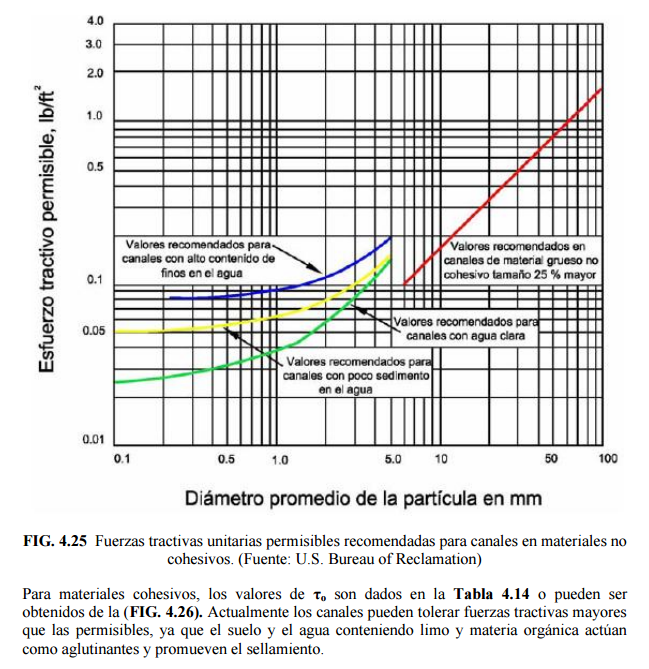 4.0
3.0
2.0
1.0
0.5
0.1
0.05
0.01
Esfuerzo tractivo permisible, lb/ft²
Valores recomendados para
canales con alto contenido de
finos en el agua
Valores recomendados en
canales de material grueso no
cohesivo tamaño 25 % mayor
Valores recomendados para
canales con agua clara
Valores recomendados para
canales con poco sedimento
en el agua
0.1 0.5 1.0 5.0 10 50 100
Diámetro promedio de la partícula en mm
FIG. 4.25 Fuerzas tractivas unitarias permisibles recomendadas para canales en materiales no
cohesivos. (Fuente: U.S. Bureau of Reclamation)
Para materiales cohesivos, los valores de τₒ son dados en la Tabla 4.14 o pueden ser
obtenidos de la (FIG. 4.26). Actualmente los canales pueden tolerar fuerzas tractivas mayores
que las permisibles, ya que el suelo y el agua conteniendo limo y materia orgánica actúan
como aglutinantes y promueven el sellamiento.